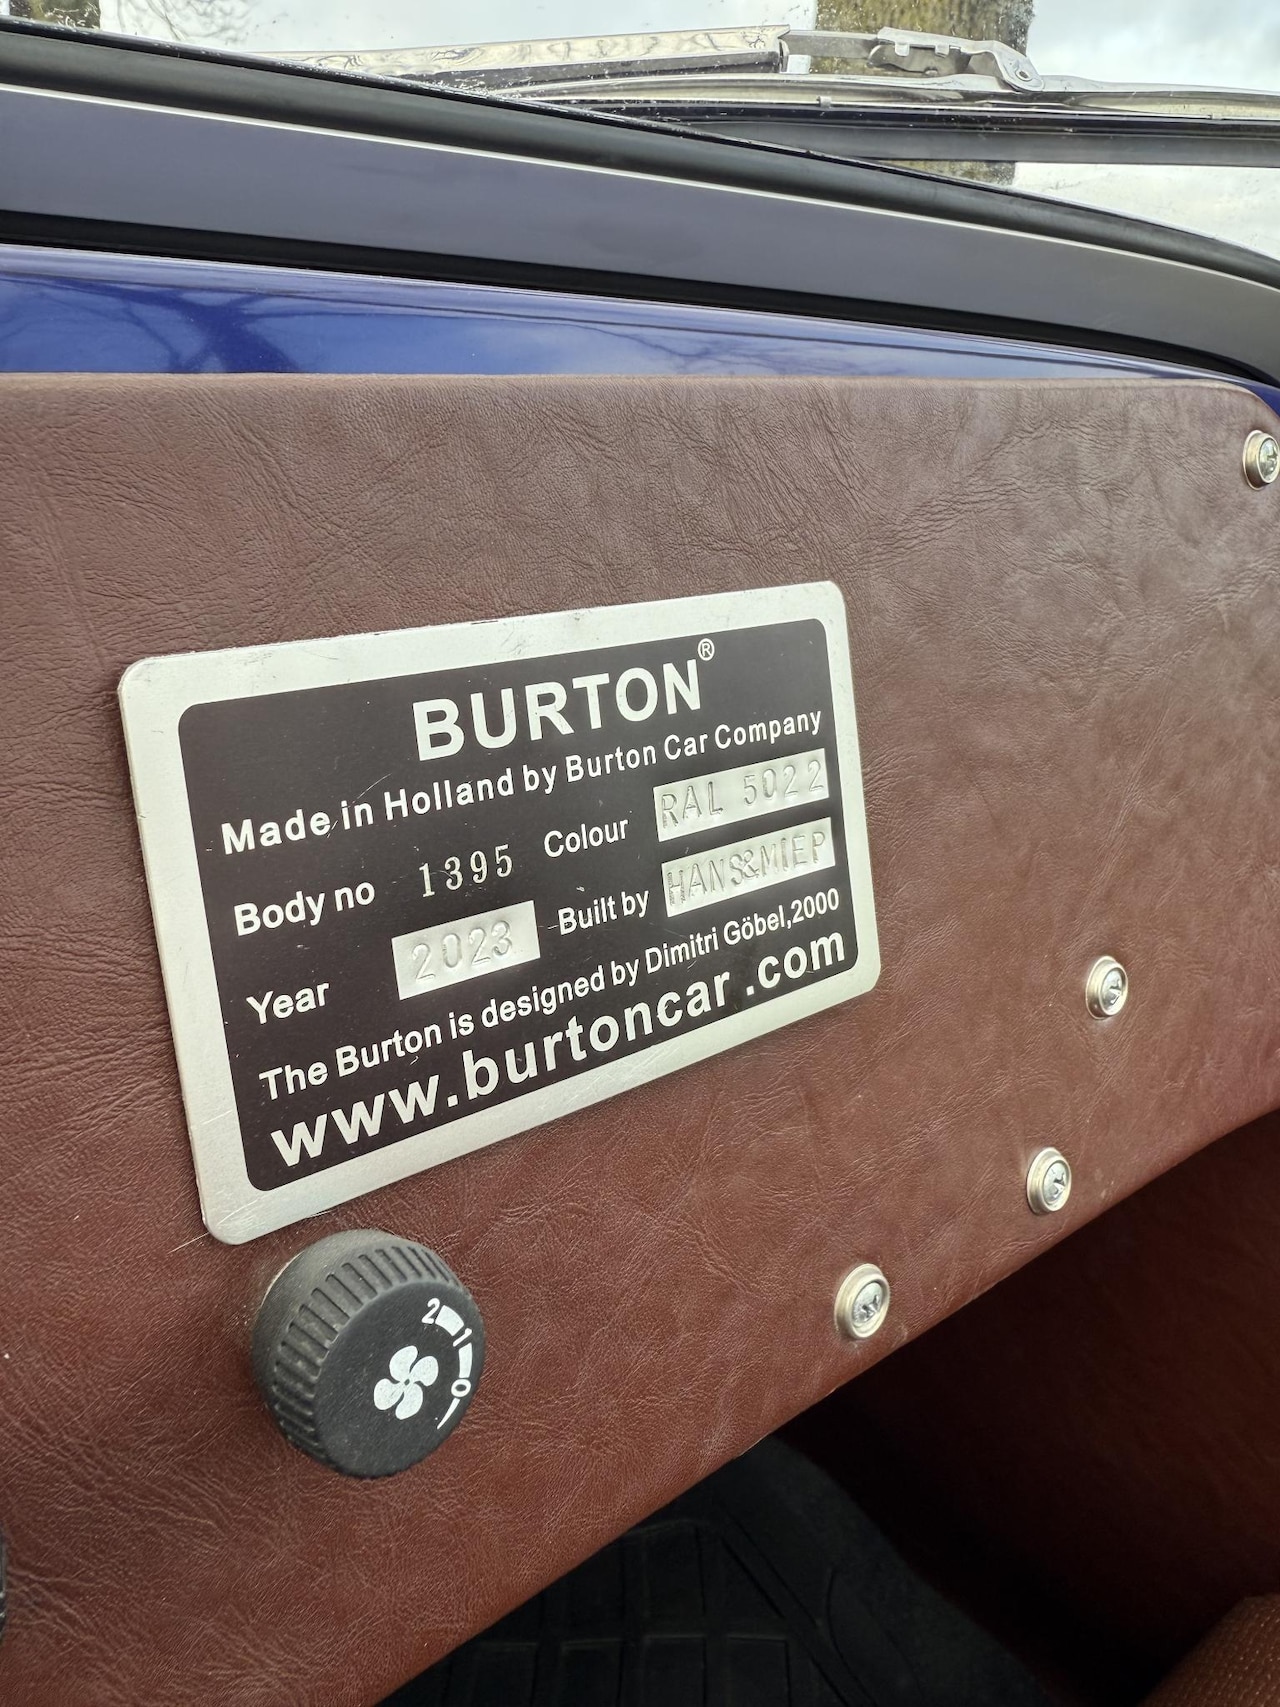 BURTON®
Made in Holland by Burton Car Company
Body no 1395 Colour RAL 5022
Year 2023 Built by HANS&MIEP
The Burton is designed by Dimitri Göbel,2000
www.burtoncar.com
2 1 0